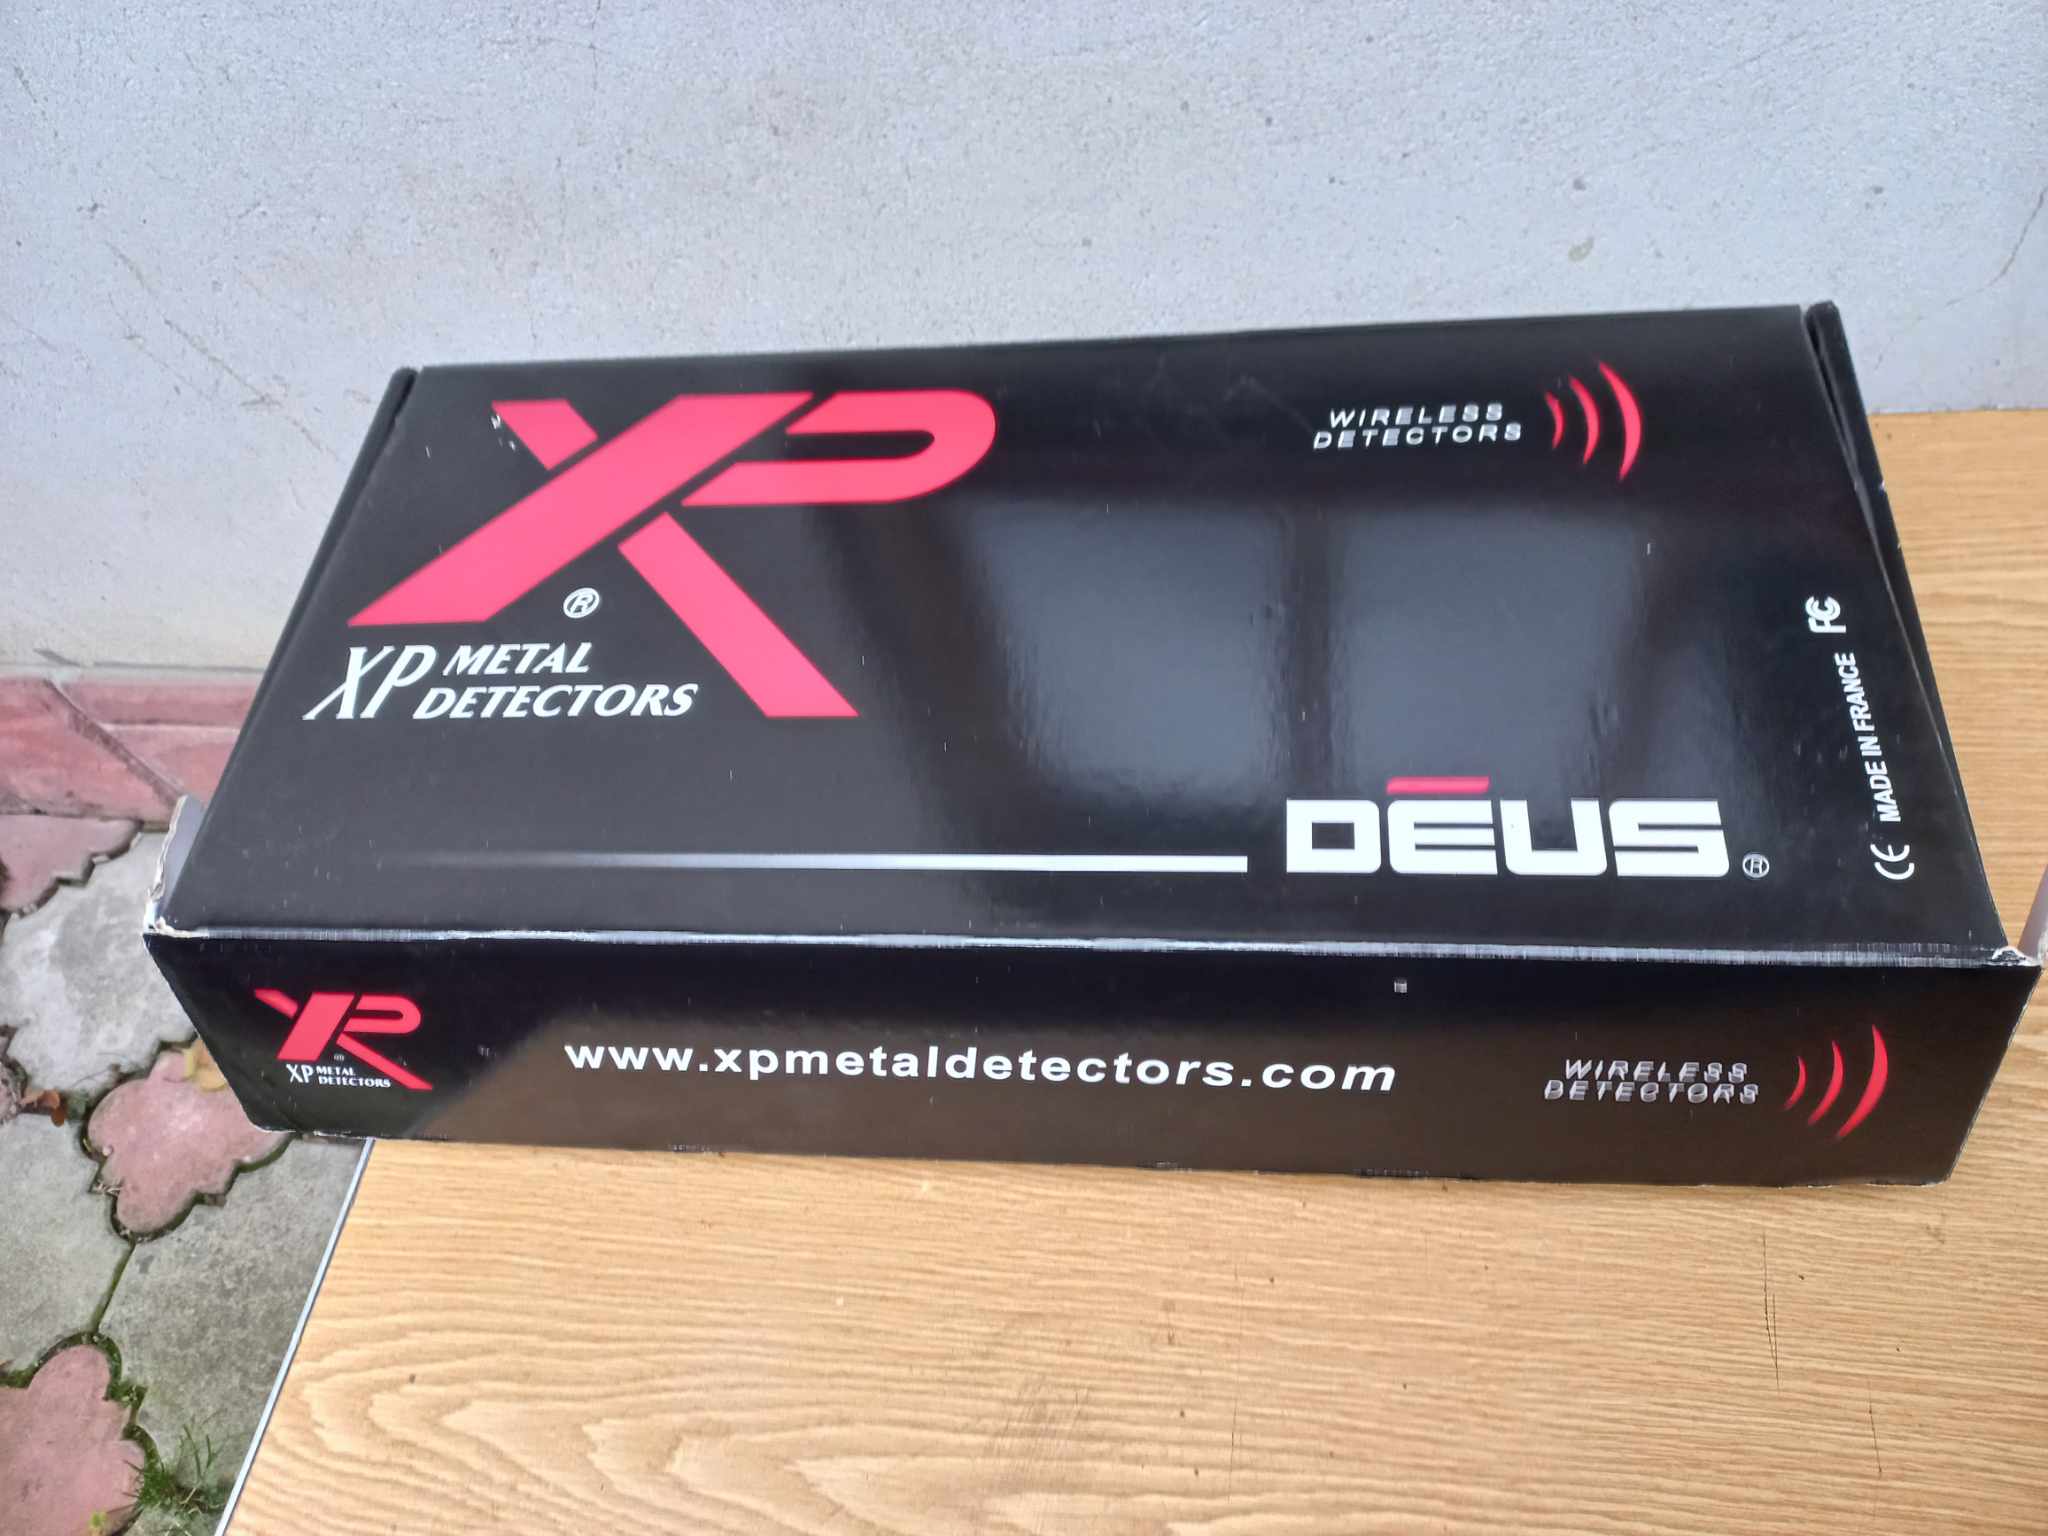 XP
WIRELESS
DETECTORS
®
XP METAL
DETECTORS
DĒUS®
CE MADE IN FRANCE FC
XP
®
XP METAL
DETECTORS
www.xpmetaldetectors.com
WIRELESS
DETECTORS